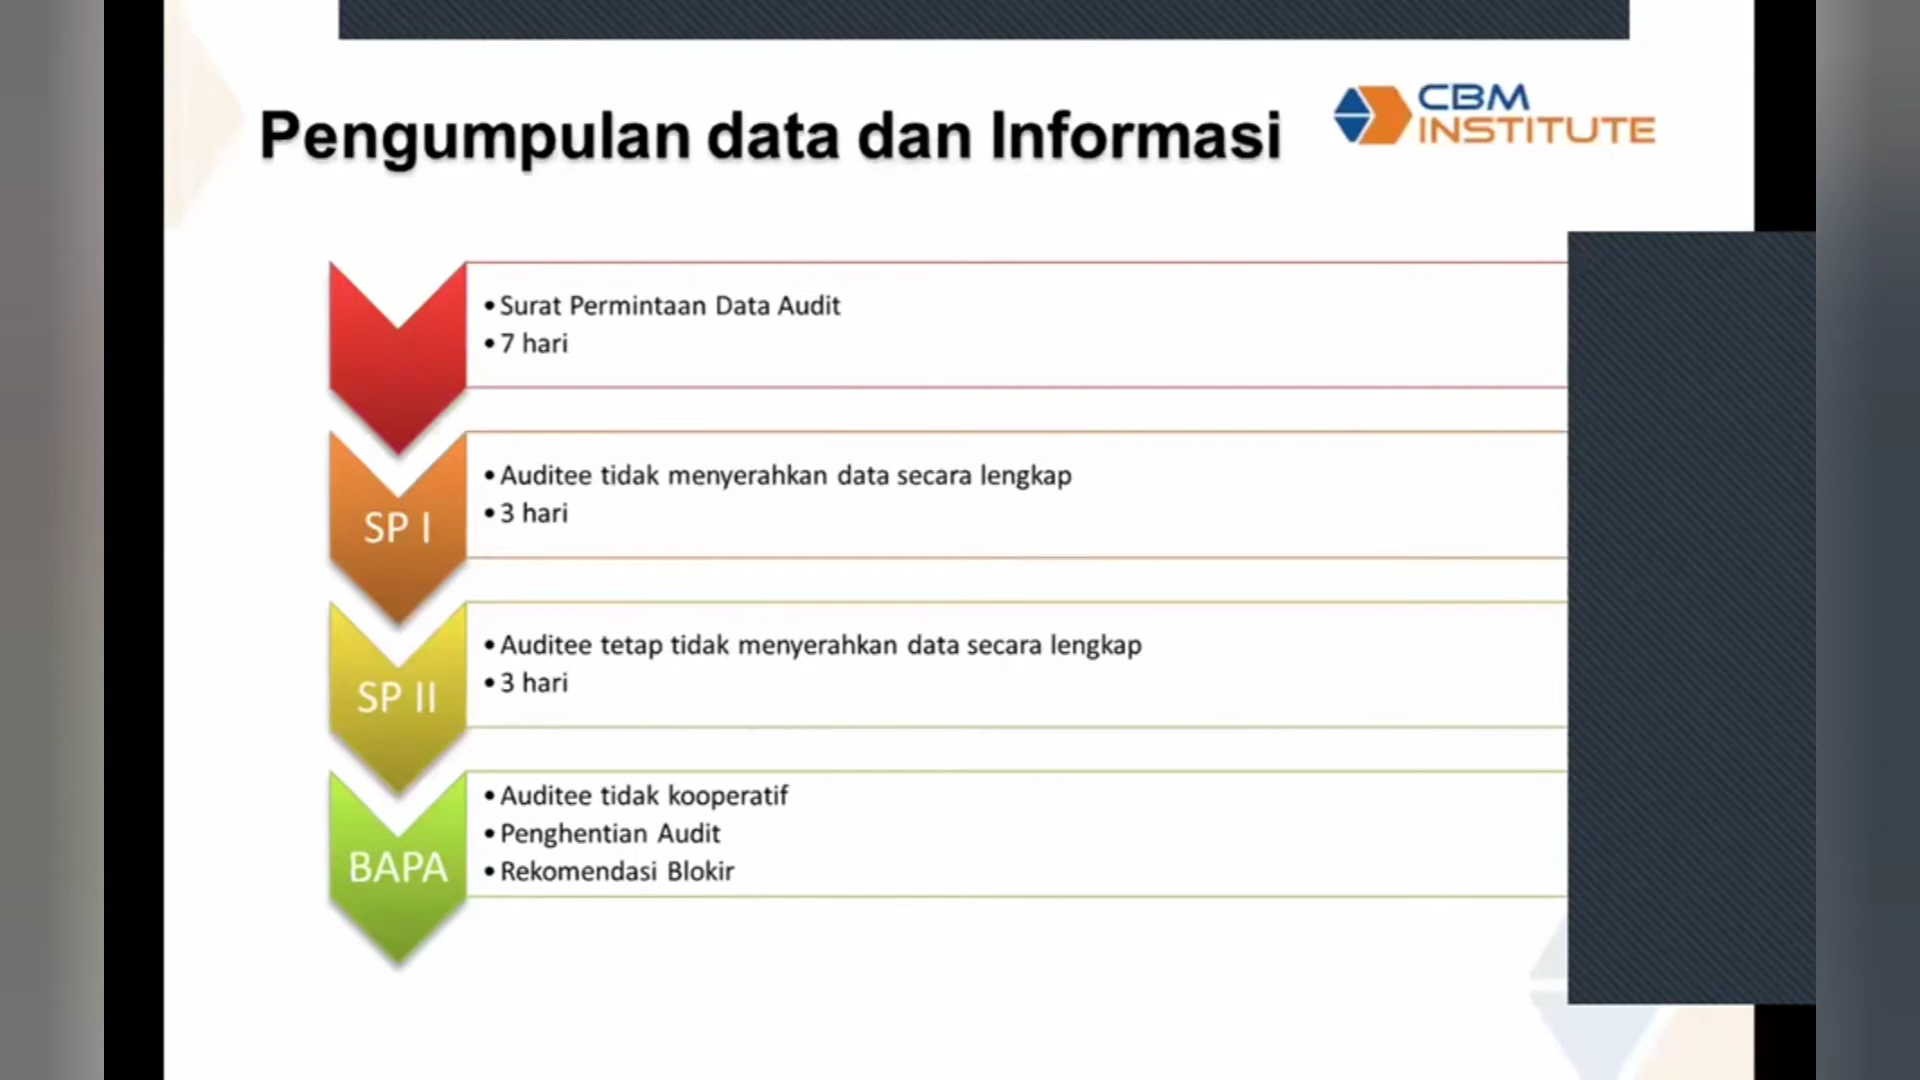 Pengumpulan data dan Informasi
CBM
INSTITUTE
•Surat Permintaan Data Audit
•7 hari
SP I
•Auditee tidak menyerahkan data secara lengkap
•3 hari
SP II
•Auditee tetap tidak menyerahkan data secara lengkap
•3 hari
BAPA
•Auditee tidak kooperatif
•Penghentian Audit
•Rekomendasi Blokir